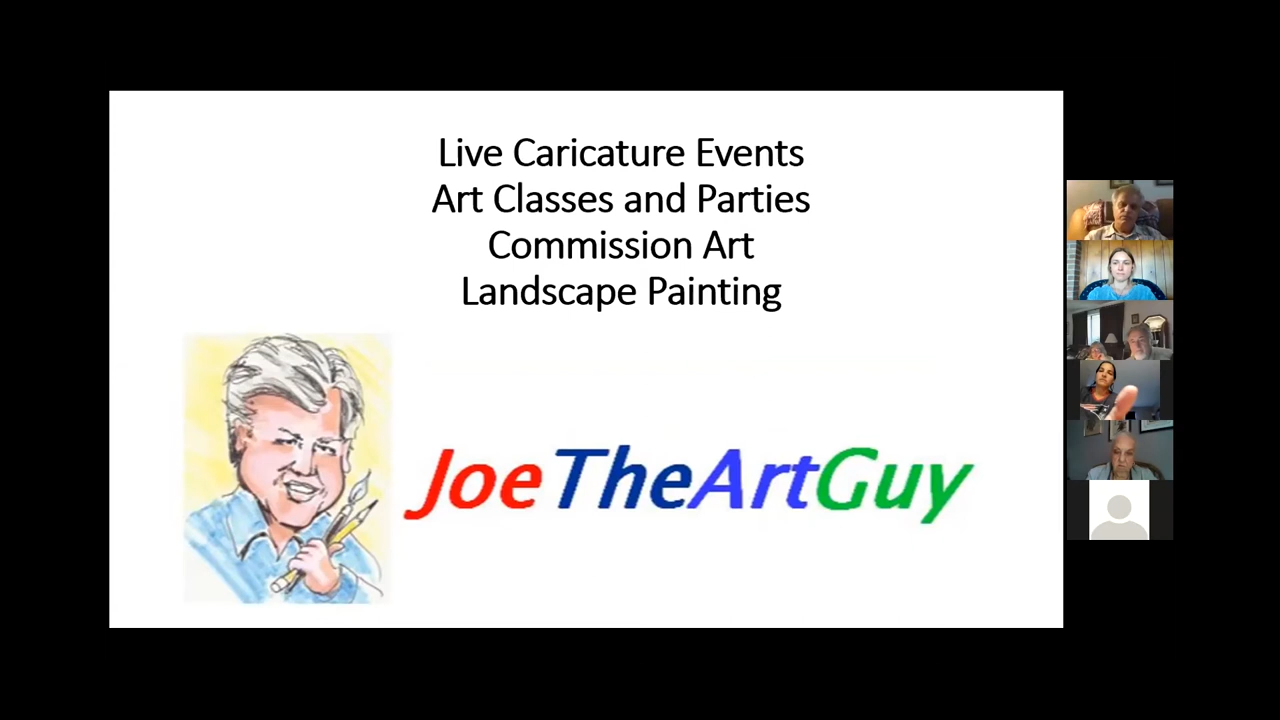 Live Caricature Events
Art Classes and Parties
Commission Art
Landscape Painting
JoeTheArtGuy